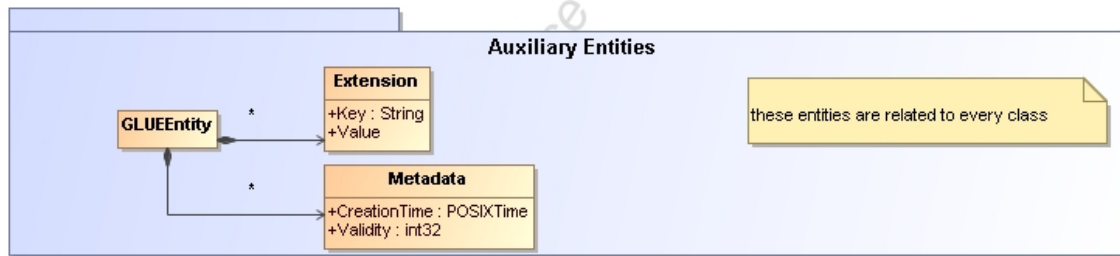 Auxiliary Entities
Extension
+Key : String
+Value
GLUEEntity
*
these entities are related to every class
*
Metadata
+CreationTime : POSIXTime
+Validity : int32